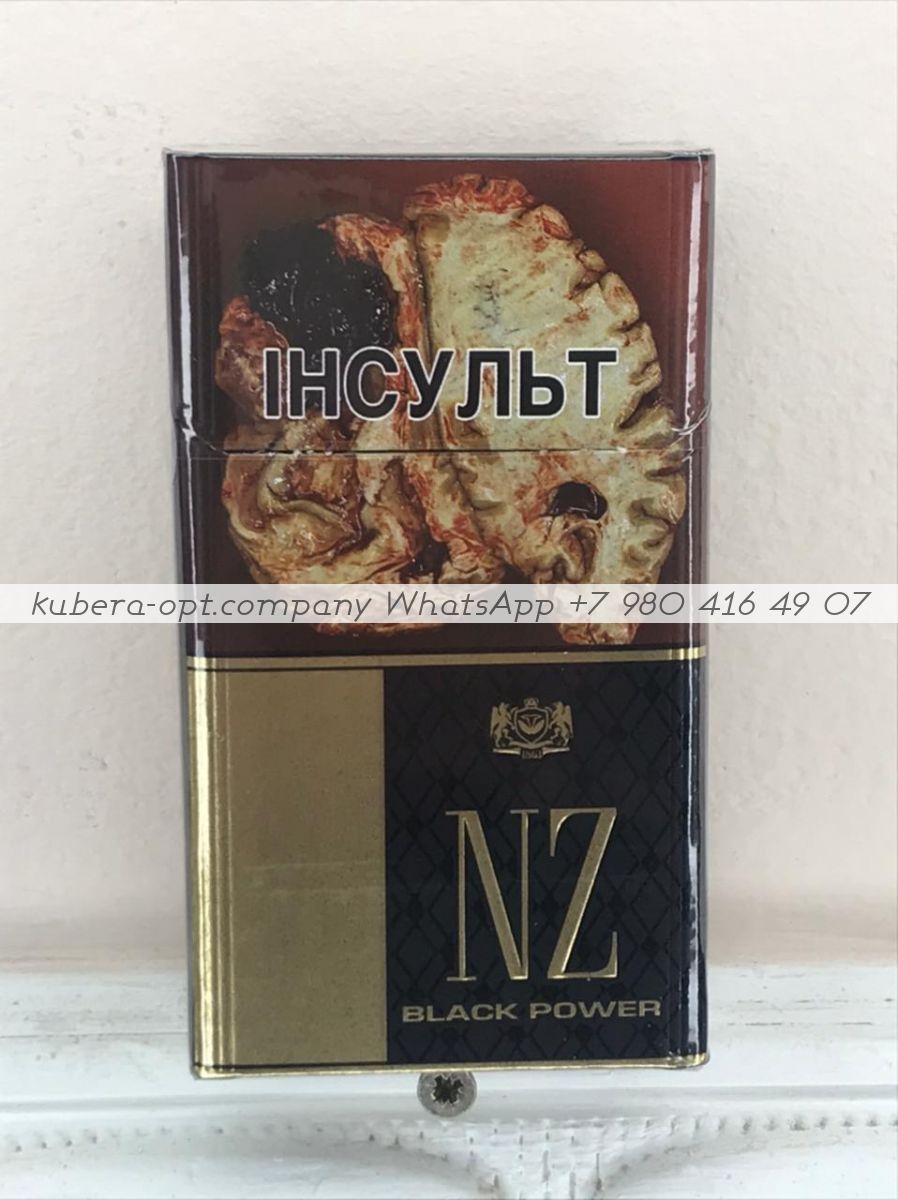 ІНСУЛЬТ
kubera-opt.company WhatsApp +7 980 416 49 07
NZ
BLACK POWER